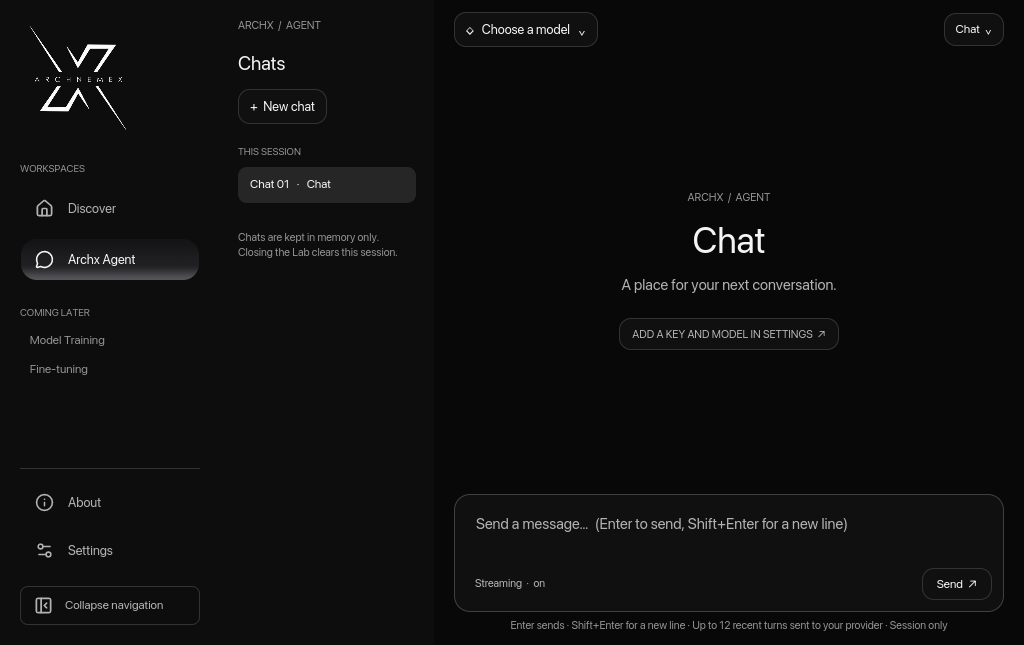 ARCHNEMEX
WORKSPACES
Discover
Archx Agent
COMING LATER
Model Training
Fine-tuning
About
Settings
Collapse navigation
ARCHX / AGENT
Chats
+ New chat
THIS SESSION
Chat 01 · Chat
Chats are kept in memory only.
Closing the Lab clears this session.
Choose a model
Chat
ARCHX / AGENT
Chat
A place for your next conversation.
ADD A KEY AND MODEL IN SETTINGS ↗
Send a message... (Enter to send, Shift+Enter for a new line)
Streaming · on
Send ↗
Enter sends · Shift+Enter for a new line · Up to 12 recent turns sent to your provider · Session only